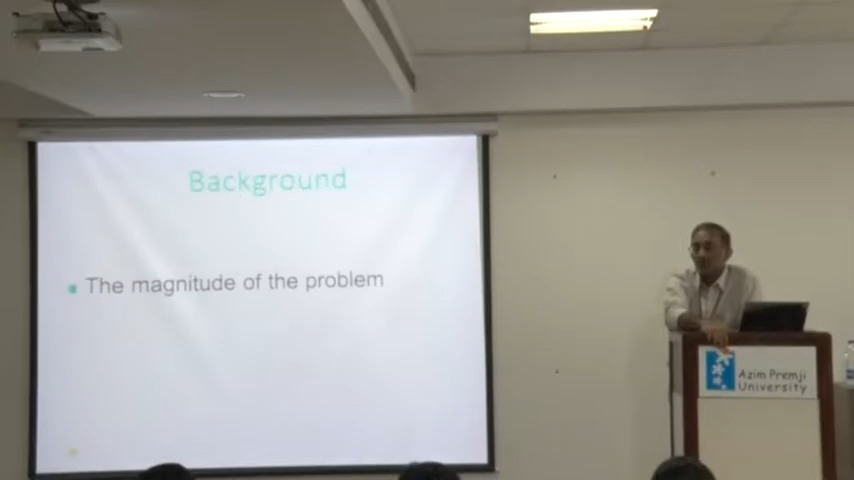 Background
The magnitude of the problem
Azim Premji
University